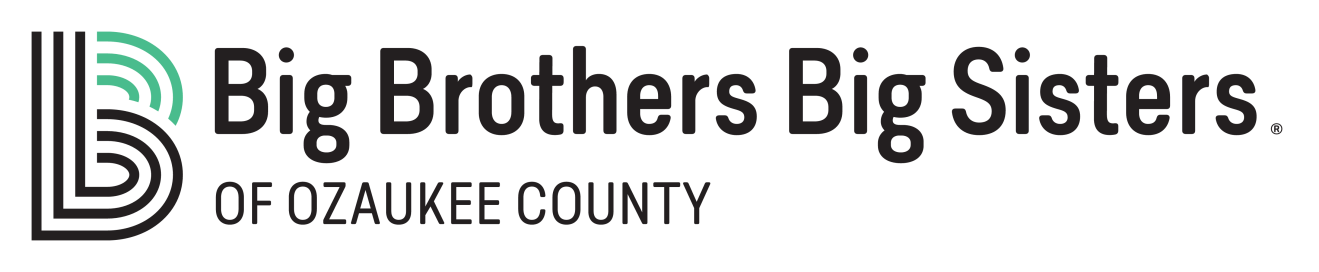 Big Brothers Big Sisters®
OF OZAUKEE COUNTY